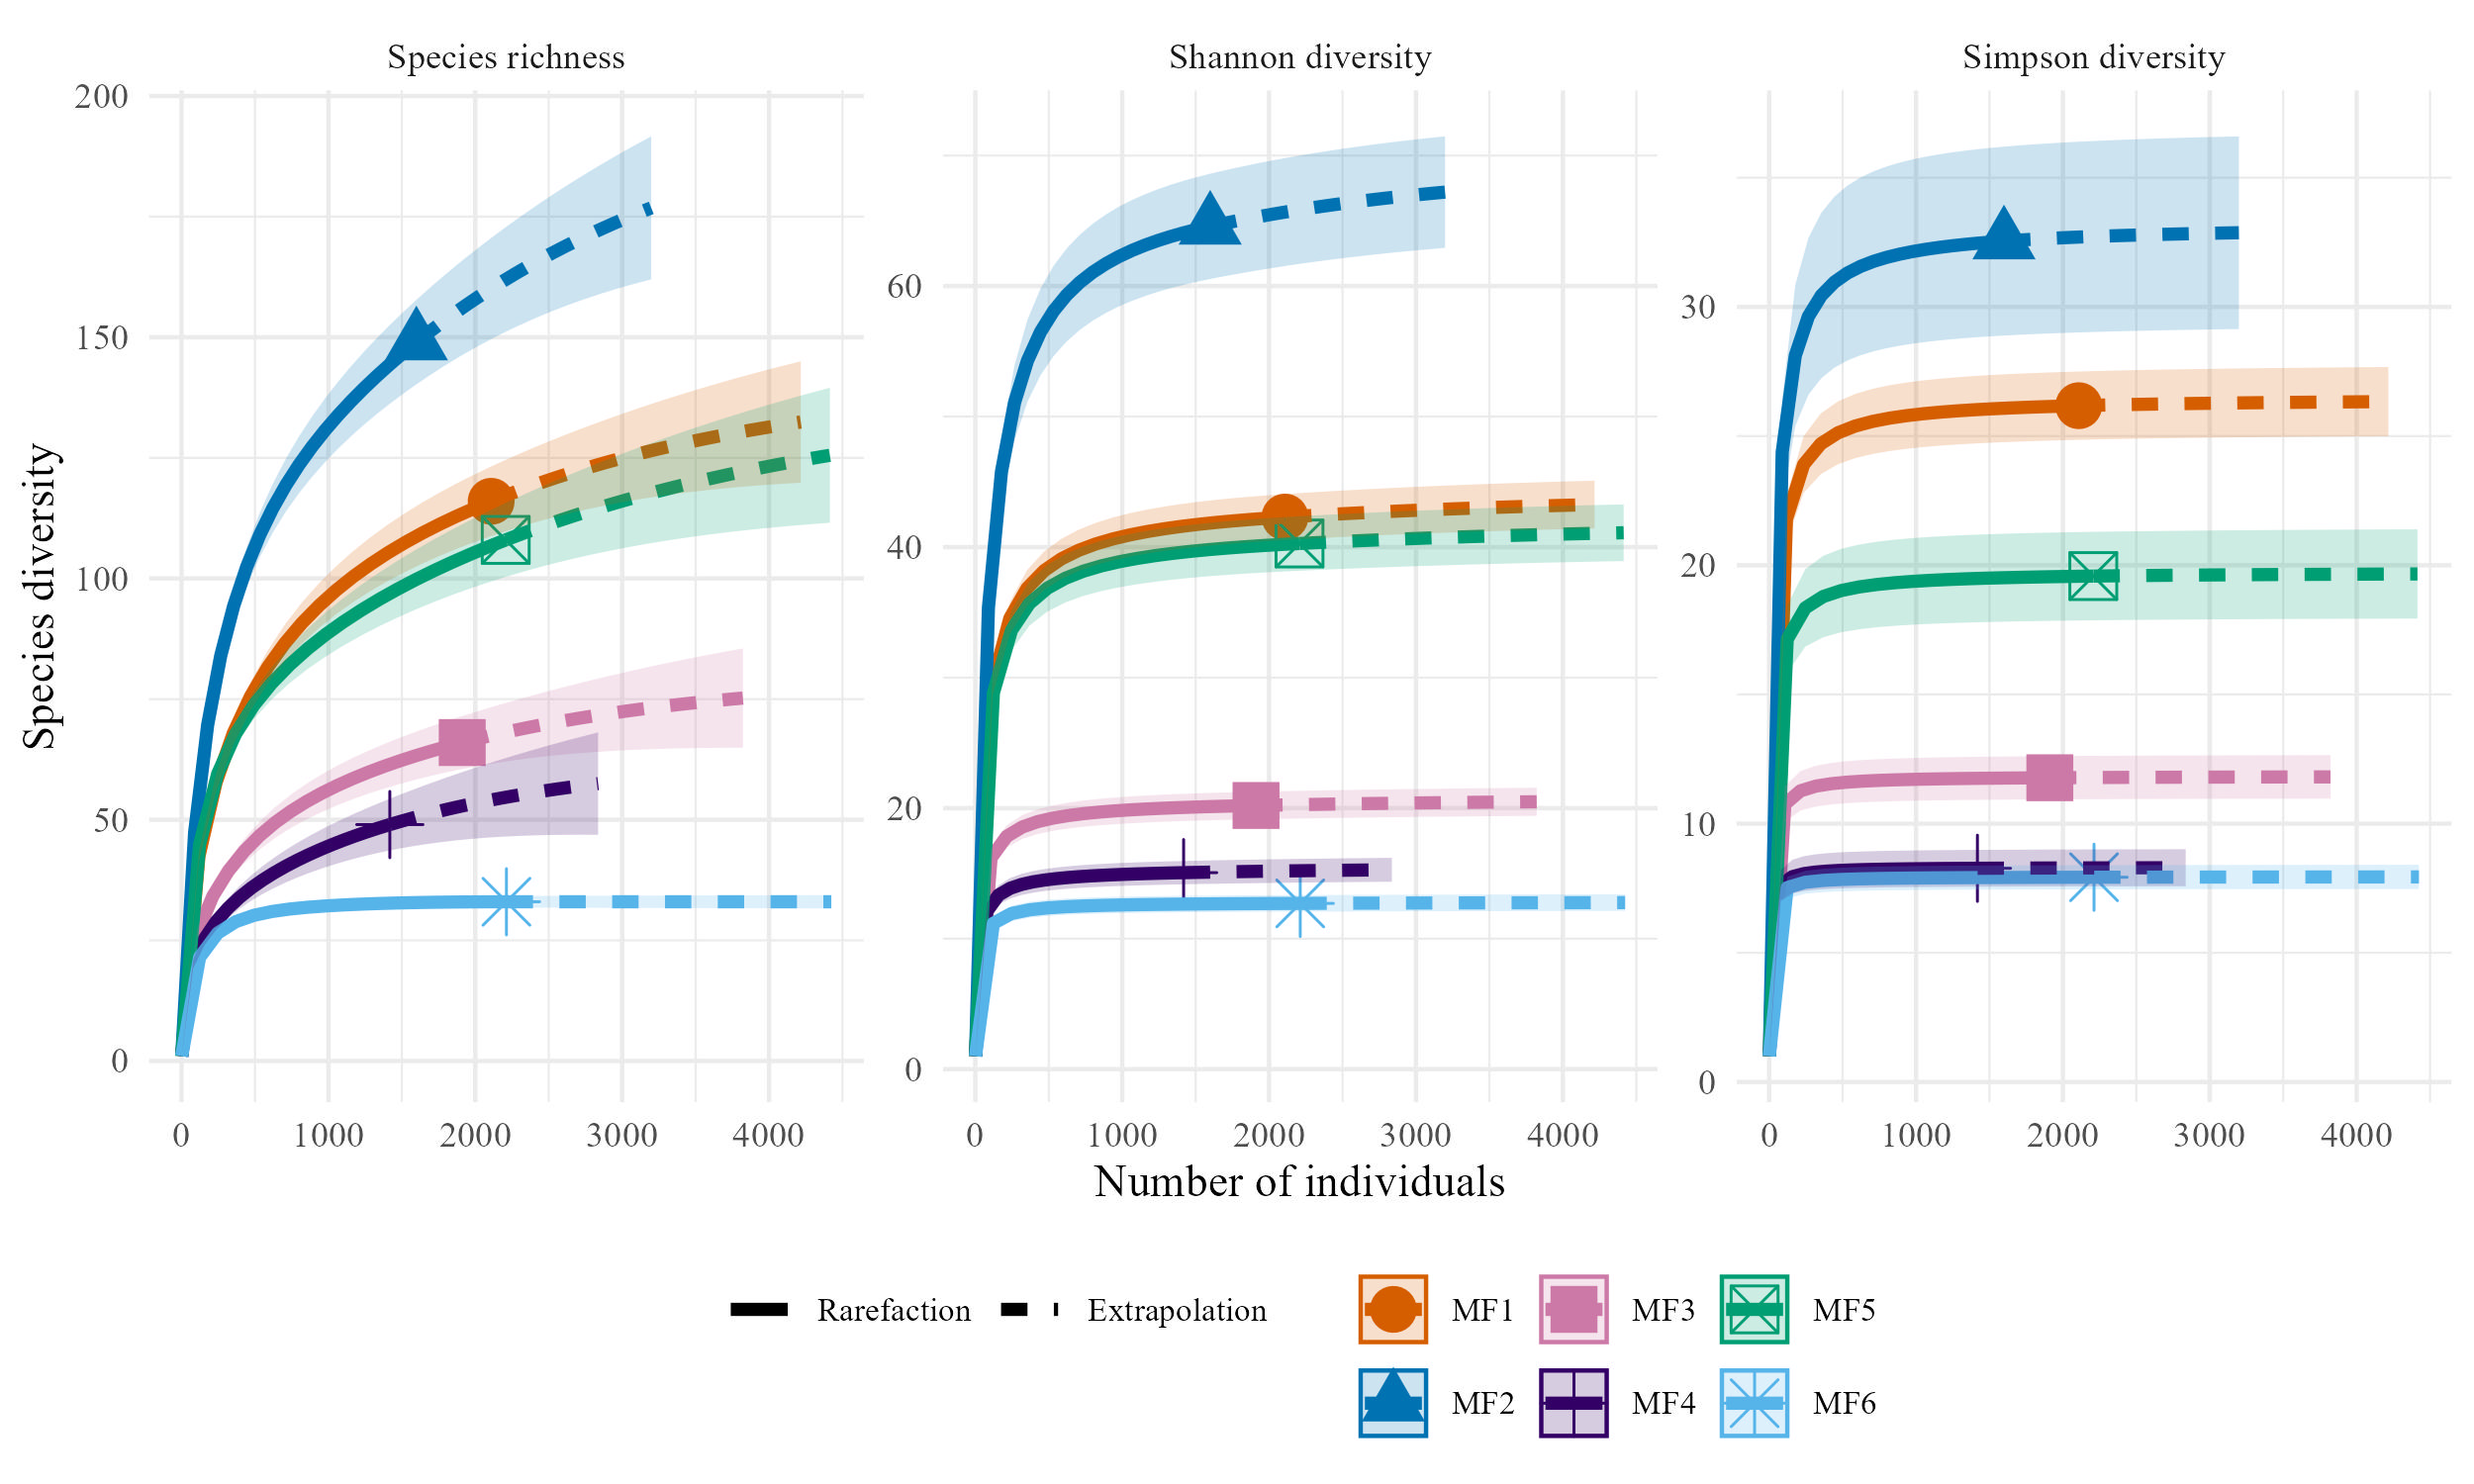 Species richness Shannon diversity Simpson diversity
200
150
100
50
0
60
40
20
0
30
20
10
0
Species diversity
0 1000 2000 3000 4000 0 1000 2000 3000 4000 0 1000 2000 3000 4000
Number of individuals
Rarefaction Extrapolation MF1 MF3 MF5
MF2 MF4 MF6